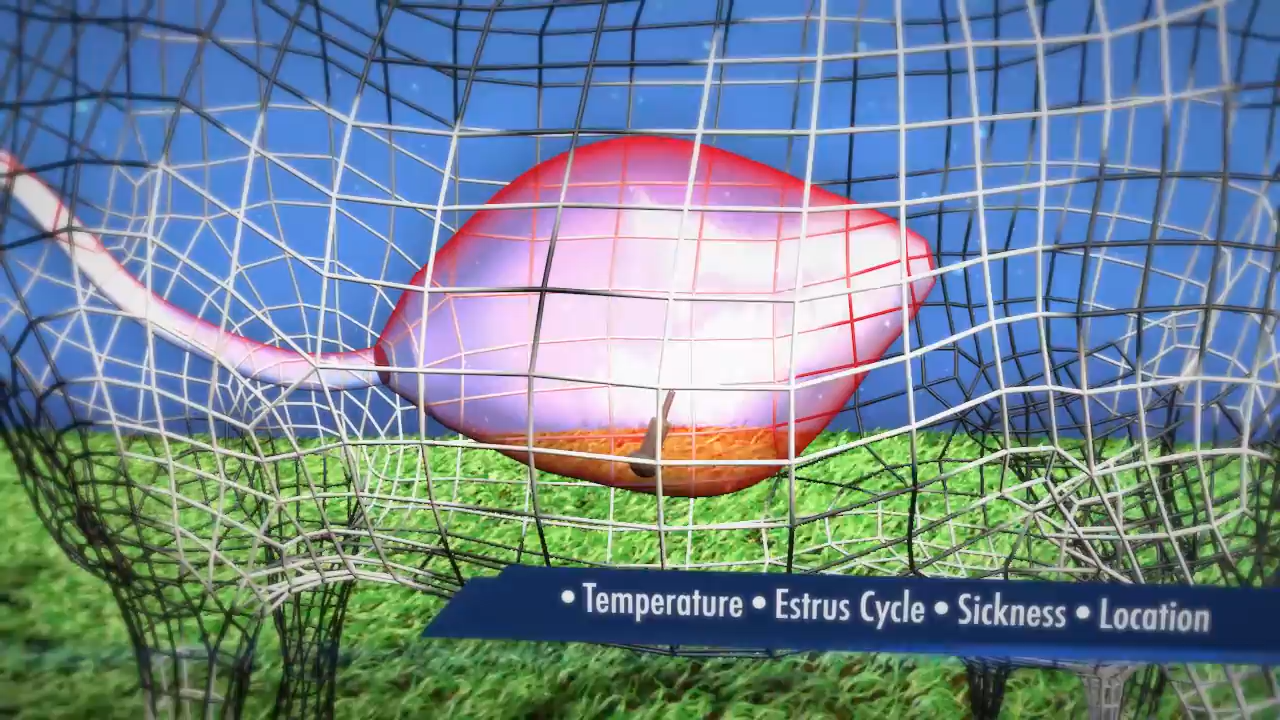 • Temperature • Estrus Cycle • Sickness • Location